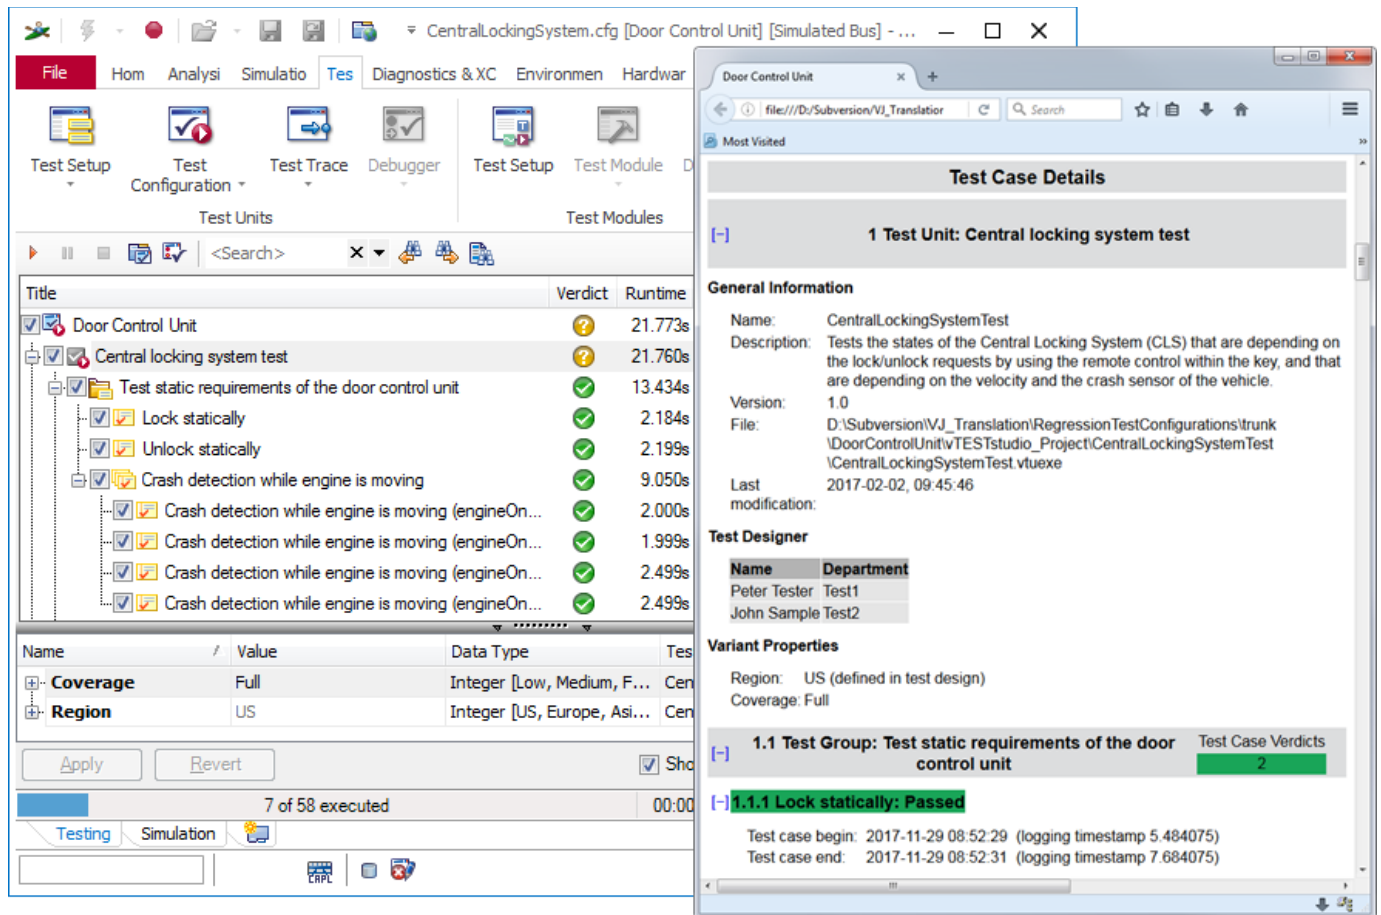 CentralLockingSystem.cfg [Door Control Unit] [Simulated Bus] - ...
File Hom Analysi Simulatio Tes Diagnostics & XC Environmen Hardwar
Test Setup Test Configuration Test Trace Debugger Test Setup Test Module D
Test Units Test Modules
<Search>
Title Verdict Runtime
Door Control Unit 21.773s
Central locking system test 21.760s
Test static requirements of the door control unit 13.434s
Lock statically 2.184s
Unlock statically 2.199s
Crash detection while engine is moving 9.050s
Crash detection while engine is moving (engineOn... 2.000s
Crash detection while engine is moving (engineOn... 1.999s
Crash detection while engine is moving (engineOn... 2.499s
Crash detection while engine is moving (engineOn... 2.499s
Name Value Data Type Tes
Coverage Full Integer [Low, Medium, F... Cen
Region US Integer [US, Europe, Asi... Cen
Apply Revert Sho
7 of 58 executed 00:00
Testing Simulation
CAPL
Door Control Unit
file:///D:/Subversion/VJ_Translatior Search
Most Visited
Test Case Details
[−] 1 Test Unit: Central locking system test
General Information
Name: CentralLockingSystemTest
Description: Tests the states of the Central Locking System (CLS) that are depending on
the lock/unlock requests by using the remote control within the key, and that
are depending on the velocity and the crash sensor of the vehicle.
Version: 1.0
File: D:\Subversion\VJ_Translation\RegressionTestConfigurations\trunk
\DoorControlUnit\vTESTstudio_Project\CentralLockingSystemTest
\CentralLockingSystemTest.vtuexe
Last 2017-02-02, 09:45:46
modification:
Test Designer
Name Department
Peter Tester Test1
John Sample Test2
Variant Properties
Region: US (defined in test design)
Coverage: Full
[−] 1.1 Test Group: Test static requirements of the door Test Case Verdicts
control unit 2
[−] 1.1.1 Lock statically: Passed
Test case begin: 2017-11-29 08:52:29 (logging timestamp 5.484075)
Test case end: 2017-11-29 08:52:31 (logging timestamp 7.684075)